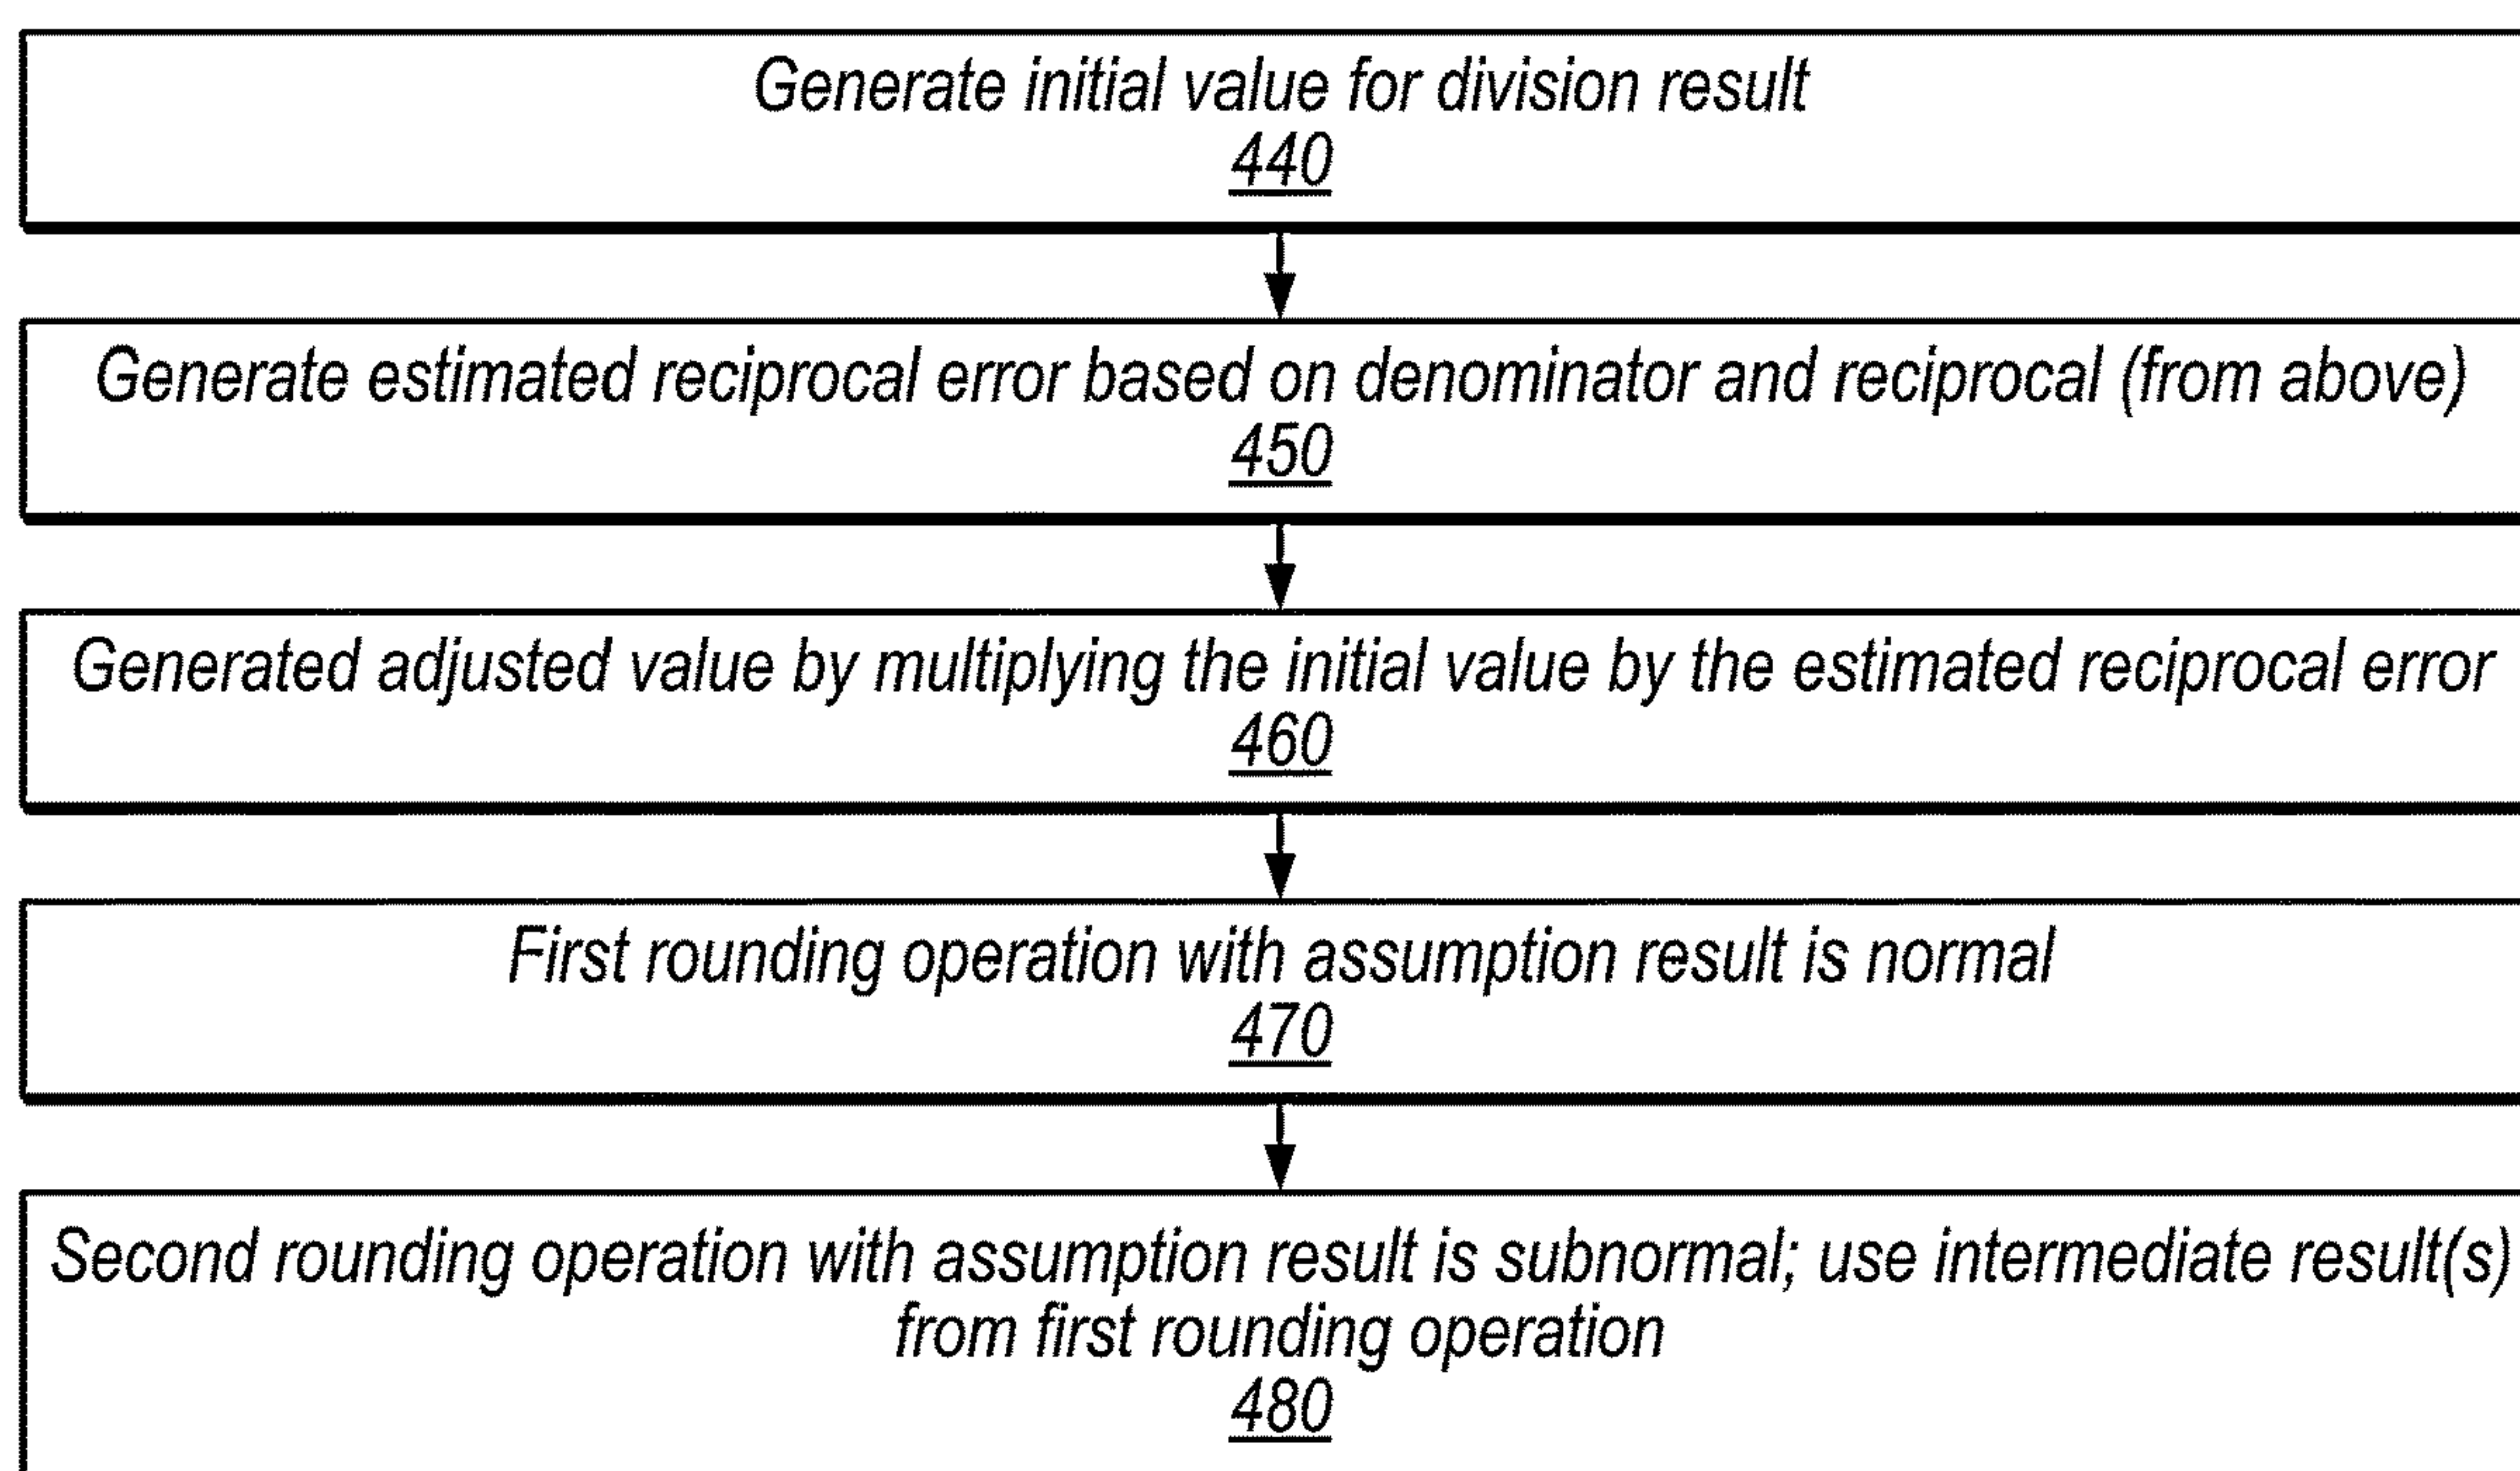 Generate initial value for division result
440
Generate estimated reciprocal error based on denominator and reciprocal (from above)
450
Generated adjusted value by multiplying the initial value by the estimated reciprocal error
460
First rounding operation with assumption result is normal
470
Second rounding operation with assumption result is subnormal; use intermediate result(s)
from first rounding operation
480